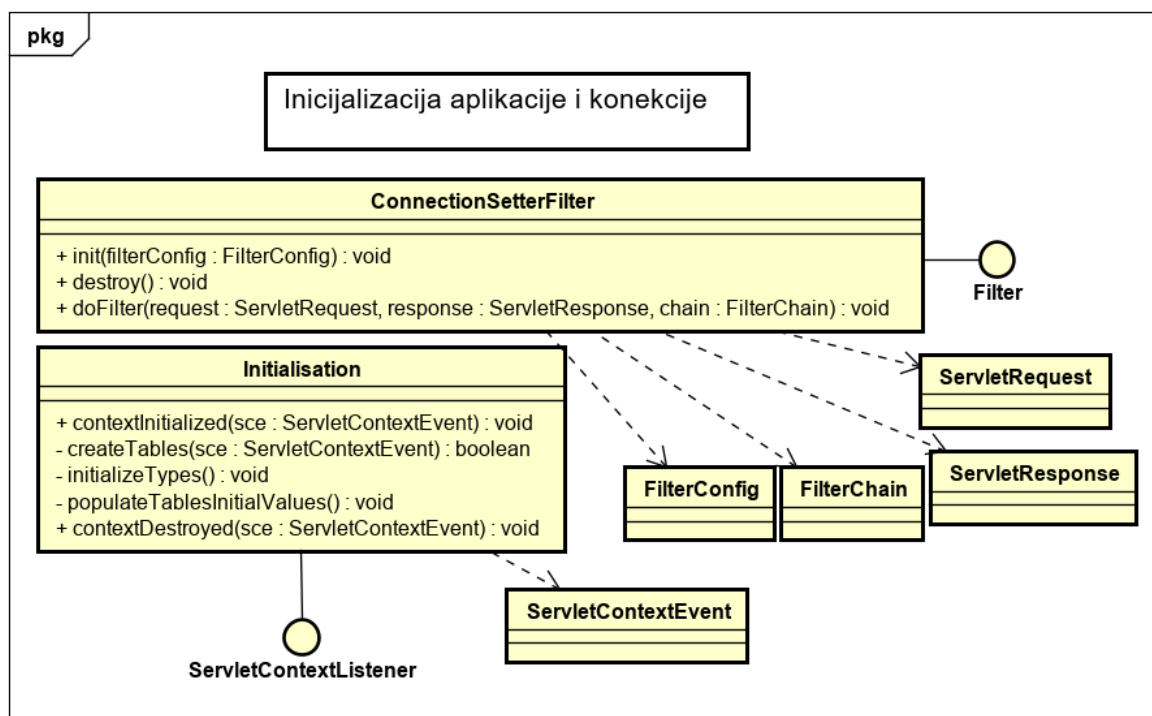 pkg
Inicijalizacija aplikacije i konekcije
ConnectionSetterFilter
+ init(filterConfig : FilterConfig) : void
+ destroy() : void
+ doFilter(request : ServletRequest, response : ServletResponse, chain : FilterChain) : void
Filter
Initialisation
+ contextInitialized(sce : ServletContextEvent) : void
- createTables(sce : ServletContextEvent) : boolean
- initializeTypes() : void
- populateTablesInitialValues() : void
+ contextDestroyed(sce : ServletContextEvent) : void
ServletRequest
ServletResponse
FilterConfig
FilterChain
ServletContextEvent
ServletContextListener